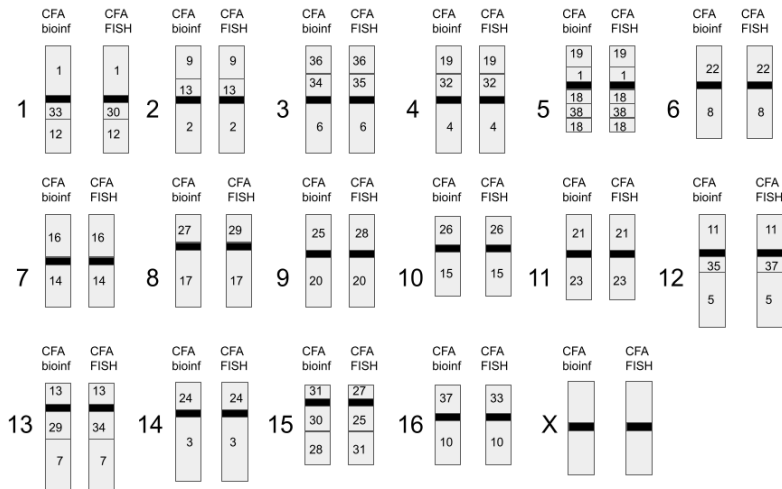 CFA bioinf
CFA FISH
1
1 1
33 30
12 12
CFA bioinf
CFA FISH
2
9 9
13 13
2 2
CFA bioinf
CFA FISH
3
36 36
34 35
6 6
CFA bioinf
CFA FISH
4
19 19
32 32
4 4
CFA bioinf
CFA FISH
5
19 19
1 1
18 18
38 38
18 18
CFA bioinf
CFA FISH
6
22 22
8 8
CFA bioinf
CFA FISH
7
16 16
14 14
CFA bioinf
CFA FISH
8
27 29
17 17
CFA bioinf
CFA FISH
9
25 28
20 20
CFA bioinf
CFA FISH
10
26 26
15 15
CFA bioinf
CFA FISH
11
21 21
23 23
CFA bioinf
CFA FISH
12
11 11
35 37
5 5
CFA bioinf
CFA FISH
13
13 13
29 34
7 7
CFA bioinf
CFA FISH
14
24 24
3 3
CFA bioinf
CFA FISH
15
31 27
30 25
28 31
CFA bioinf
CFA FISH
16
37 33
10 10
CFA bioinf
CFA FISH
X